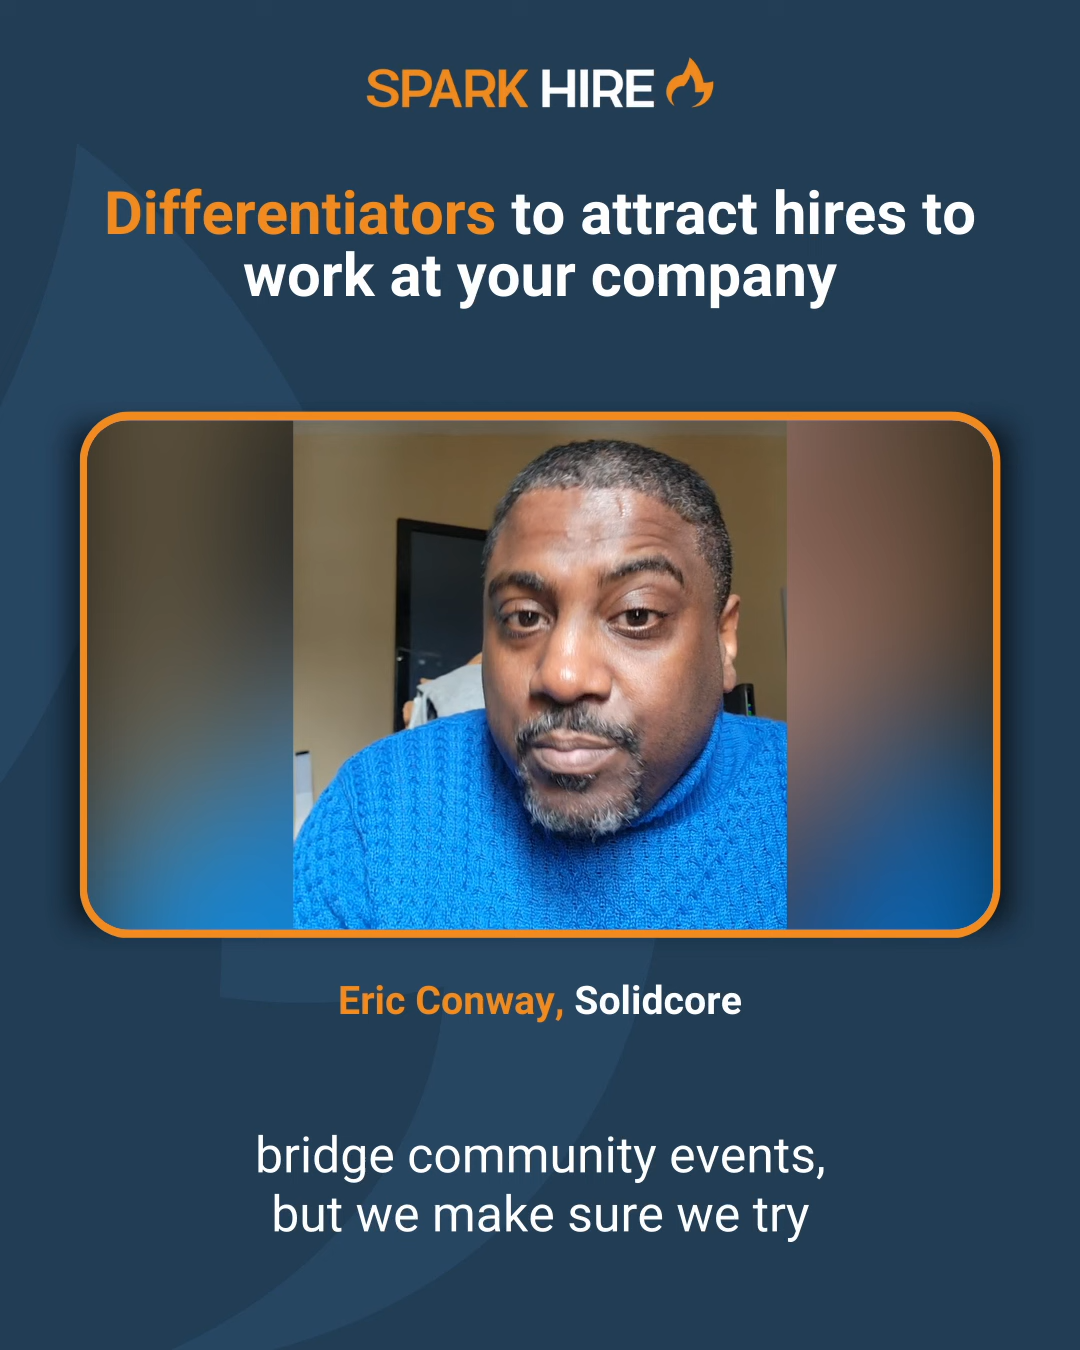 SPARK HIRE
Differentiators to attract hires to
work at your company
Eric Conway, Solidcore
bridge community events,
but we make sure we try